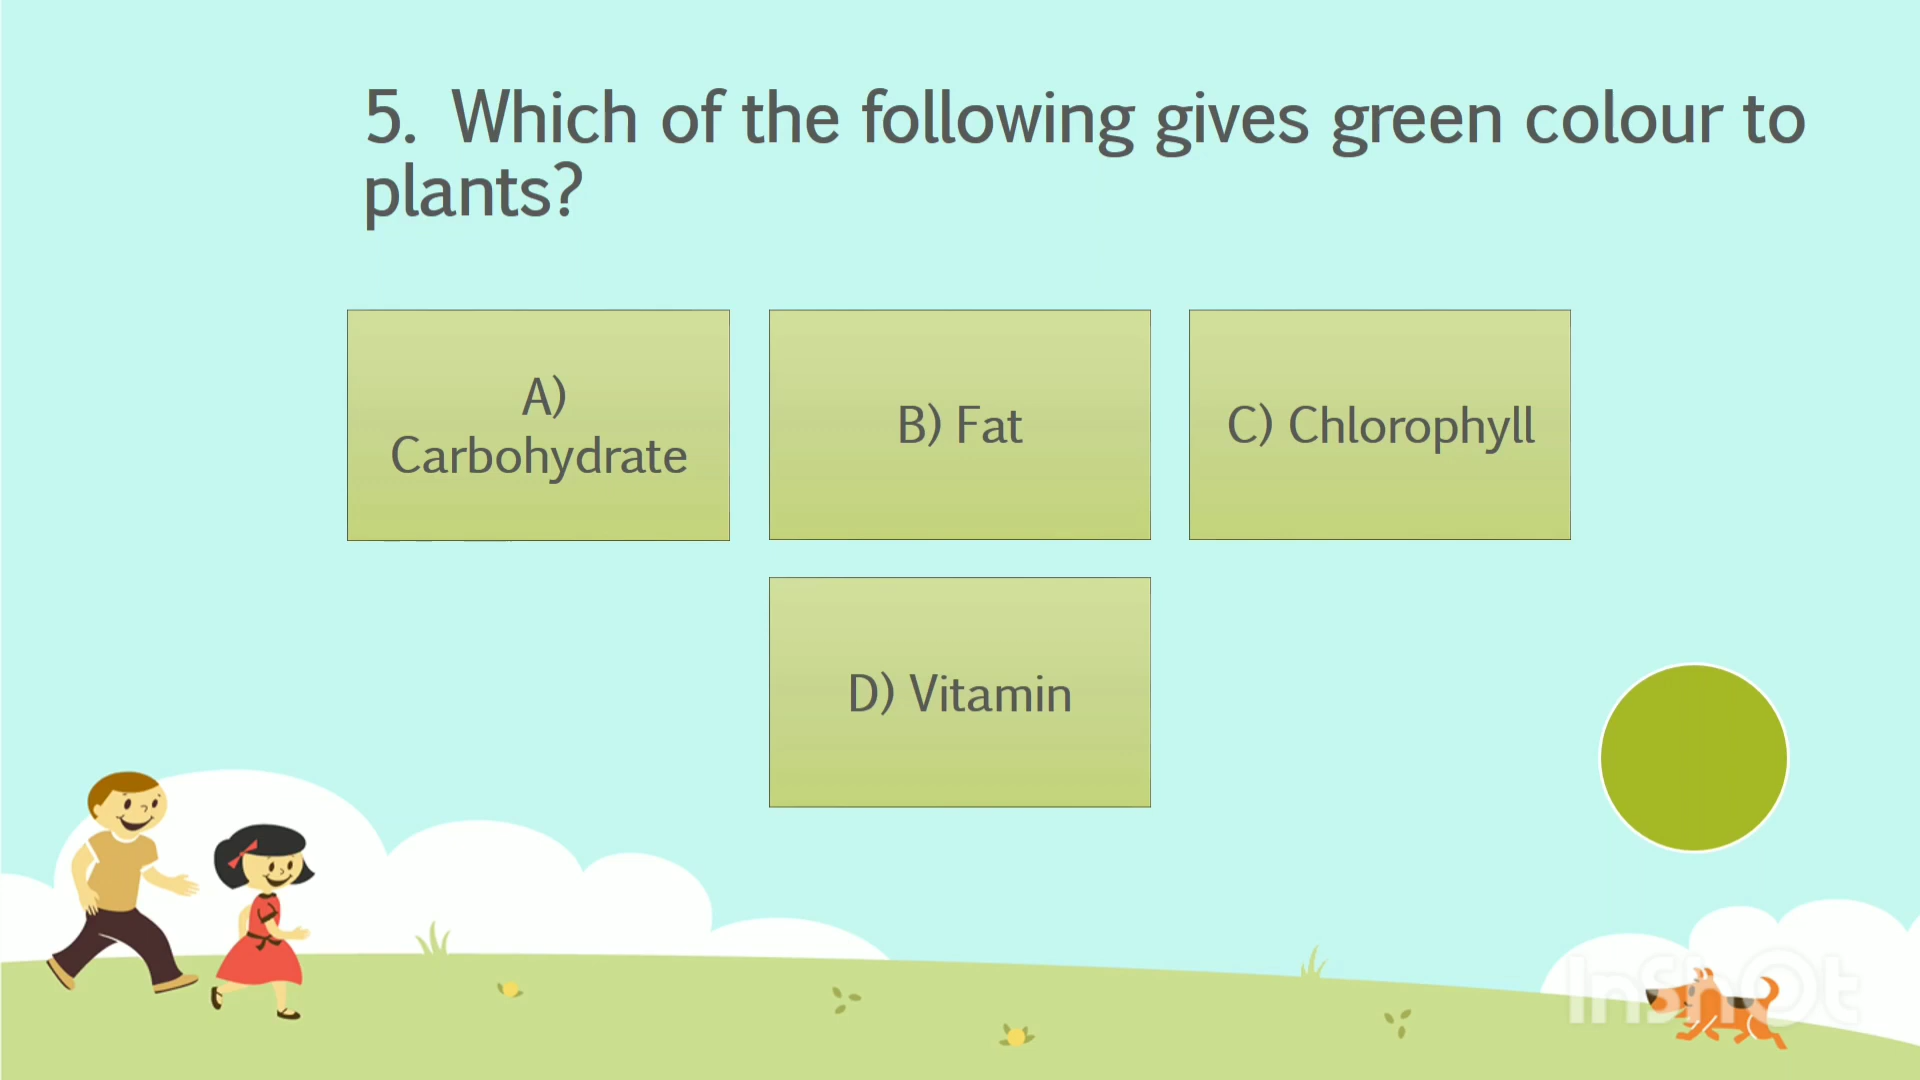 5. Which of the following gives green colour to
plants?
A)
Carbohydrate
B) Fat
C) Chlorophyll
D) Vitamin
InShOt